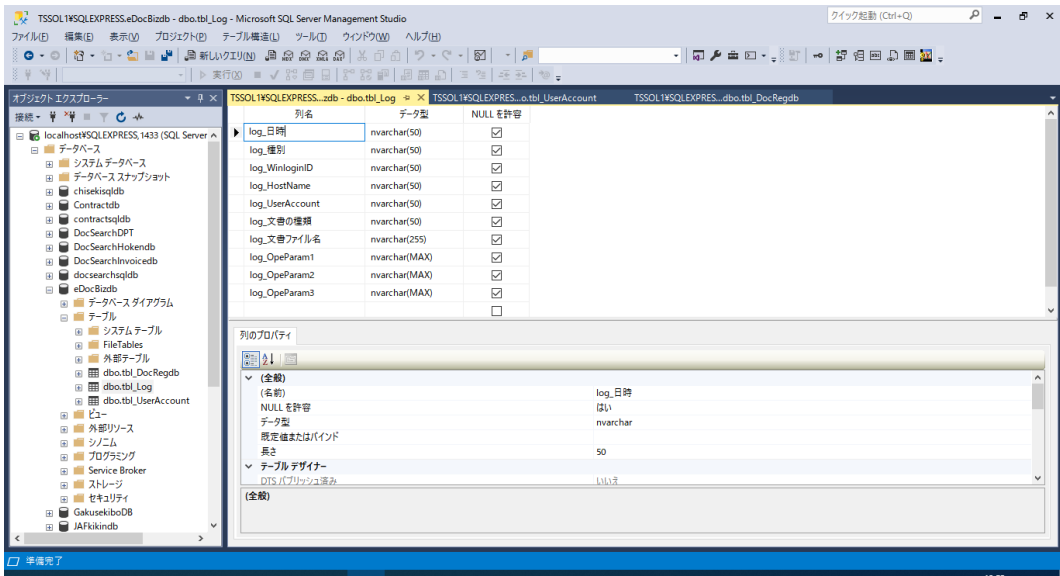 TSSOL1¥SQLEXPRESS.eDocBizdb - dbo.tbl_Log - Microsoft SQL Server Management Studio
クイック起動 (Ctrl+Q)
ファイル(F) 編集(E) 表示(V) プロジェクト(P) テーブル構造(L) ツール(T) ウィンドウ(W) ヘルプ(H)
新しいクエリ(N)
実行(X)
オブジェクト エクスプローラー
TSSOL1¥SQLEXPRESS...zdb - dbo.tbl_Log
TSSOL1¥SQLEXPRES...o.tbl_UserAccount
TSSOL1¥SQLEXPRES...dbo.tbl_DocRegdb
接続
localhost¥SQLEXPRESS,1433 (SQL Server
データベース
システム データベース
データベース スナップショット
chisekisqldb
Contractdb
contractsqldb
DocSearchDPT
DocSearchHokendb
DocSearchInvoicedb
docsearchsqldb
eDocBizdb
データベース ダイアグラム
テーブル
システム テーブル
FileTables
外部テーブル
dbo.tbl_DocRegdb
dbo.tbl_Log
dbo.tbl_UserAccount
ビュー
外部リソース
シノニム
プログラミング
Service Broker
ストレージ
セキュリティ
GakusekiboDB
JAFkikindb
列名 データ型 NULL を許容
log_日時 nvarchar(50)
log_種別 nvarchar(50)
log_WinloginID nvarchar(50)
log_HostName nvarchar(50)
log_UserAccount nvarchar(50)
log_文書の種類 nvarchar(50)
log_文書ファイル名 nvarchar(255)
log_OpeParam1 nvarchar(MAX)
log_OpeParam2 nvarchar(MAX)
log_OpeParam3 nvarchar(MAX)
列のプロパティ
(全般)
(名前) log_日時
NULL を許容 はい
データ型 nvarchar
既定値またはバインド
長さ 50
テーブル デザイナー
DTS パブリッシュ済み いいえ
(全般)
準備完了